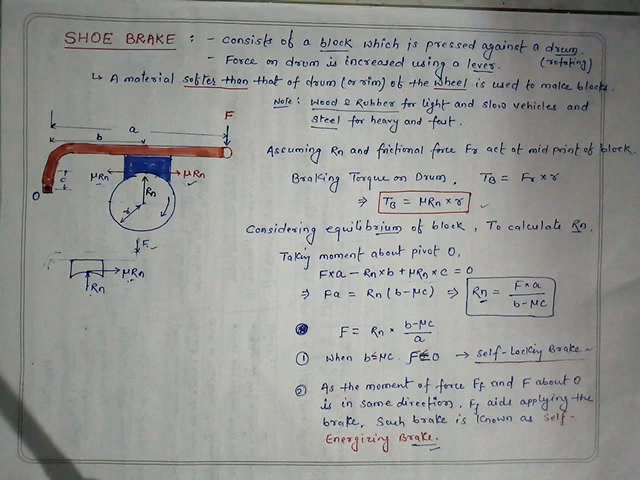 SHOE BRAKE : - Consists of a block which is pressed against a drum.
- Force on drum is increased using a lever. (rotating)
↳ A material softer than that of drum (or rim) of the wheel is used to make blocks.
Note : Wood & Rubber for light and slow vehicles and
Steel for heavy and fast.
F
a
b
c
O
μRn
μRn
Rn
r
F
μRn
Rn
Assuming Rn and frictional force Fr act at mid point of block.
Braking Torque on Drum, TB = Fr × r
⇒ TB = μRn × r
Considering equilibrium of block, To calculate Rn.
Taking moment about pivot O,
F×a - Rn×b + μRn×c = 0
⇒ Fa = Rn (b-μc) ⇒ Rn = F×a / b-μc
F = Rn × b-μc / a
① When b≤μc. F≤0 → Self-Locking Brake
② As the moment of force Ff and F about O
is in same direction. Ff aids applying the
brake, Such brake is known as Self-
Energizing Brake.